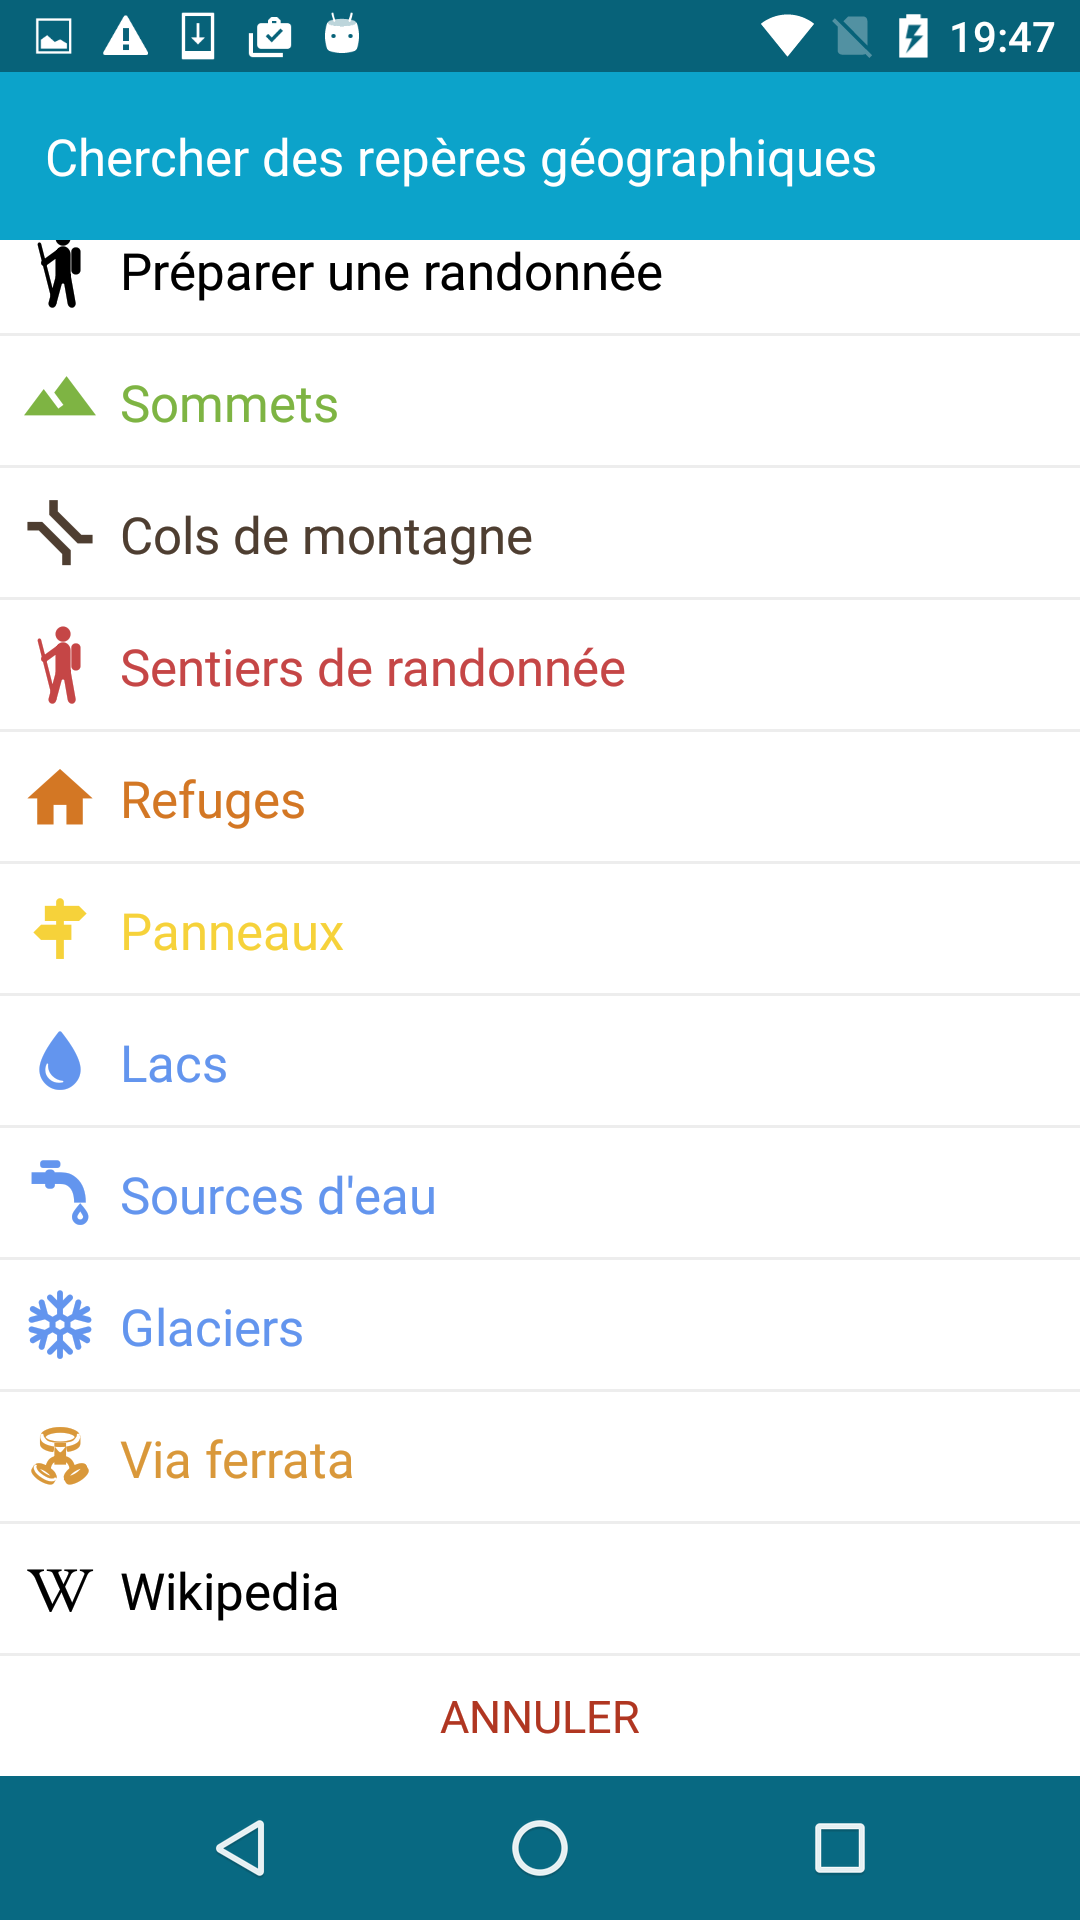 19:47
Chercher des repères géographiques
Préparer une randonnée
Sommets
Cols de montagne
Sentiers de randonnée
Refuges
Panneaux
Lacs
Sources d'eau
Glaciers
Via ferrata
W Wikipedia
ANNULER